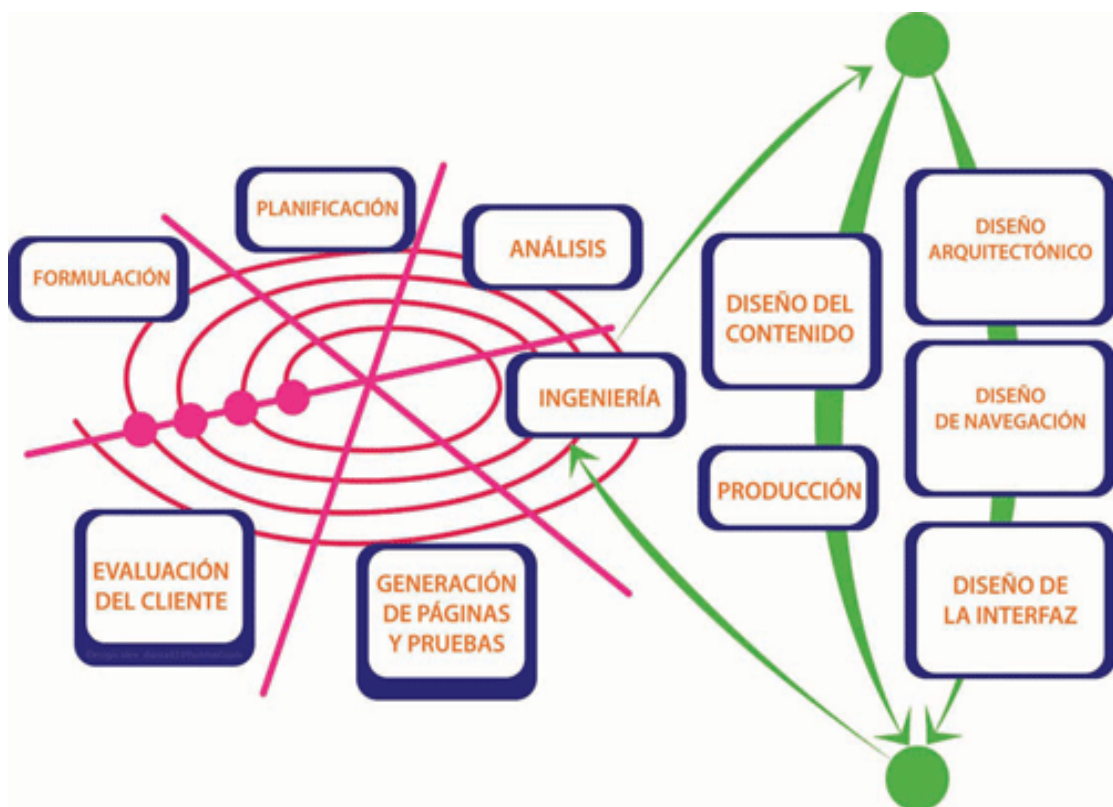 PLANIFICACIÓN
FORMULACIÓN
ANÁLISIS
INGENIERÍA
EVALUACIÓN
DEL CLIENTE
GENERACIÓN
DE PÁGINAS
Y PRUEBAS
DISEÑO DEL
CONTENIDO
PRODUCCIÓN
DISEÑO
ARQUITECTÓNICO
DISEÑO
DE NAVEGACIÓN
DISEÑO DE
LA INTERFAZ